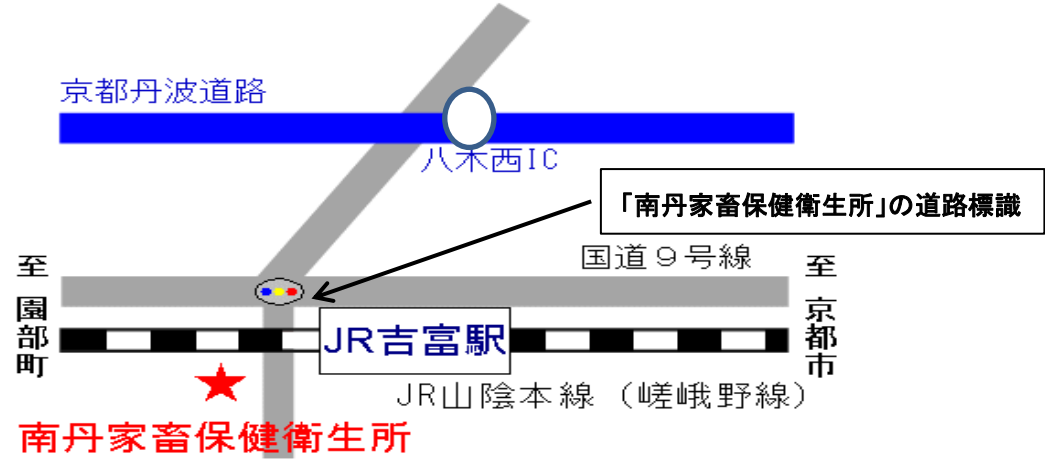 京都丹波道路
八木西IC
「南丹家畜保健衛生所」の道路標識
国道９号線
至園部町
至京都市
JR吉富駅
JR山陰本線（嵯峨野線）
南丹家畜保健衛生所